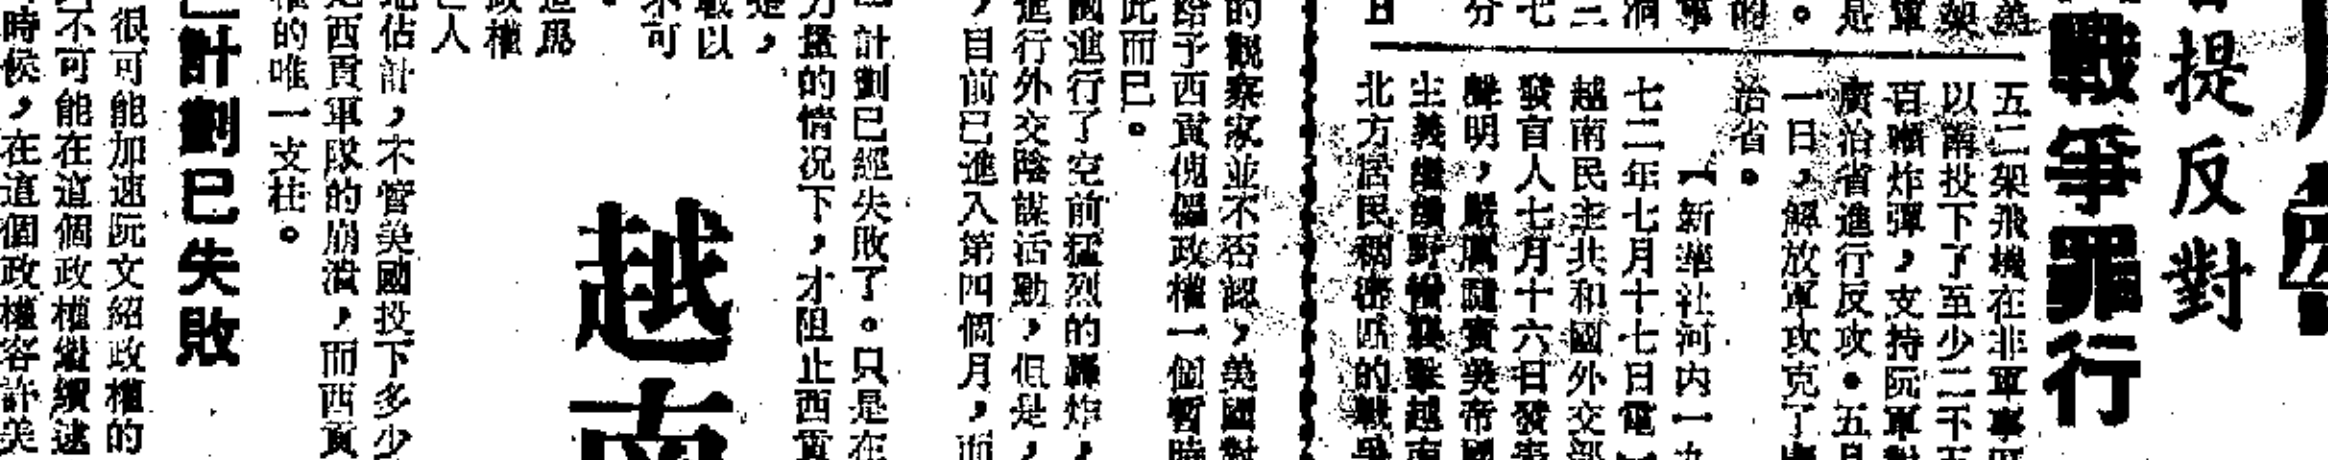 提反對
戰爭罪行
五二架飛機在非軍事
以南投下了至少二千五
百噸炸彈,支持阮軍對
廣治省進行反攻。五月
一日,解放軍攻克了
治省。
【新華社河內一九
七二年七月十七日電】
越南民主共和國外交部
發言人七月十六日發表
聲明,嚴厲譴責美帝國
主義繼續野蠻轟擊越南
北方居民稠密區的戰爭
的觀察家並不否認,美國對
給予西貢傀儡政權一個暫時
此而已。
國進行了空前猛烈的轟炸,
進行外交陰謀活動,但是,
,目前已進入第四個月,而
計劃已經失敗了。只是在
力量的情況下,才阻止西貢
是,
戰以
不可
越南
造爲
政權
人
估計,不管美國投下多少
西貢軍隊的崩潰,而西貢
權的唯一支柱。
計劃已失敗
很可能加速阮文紹政權的
不可能在這個政權繼續逮
時候,在這個政權容許美